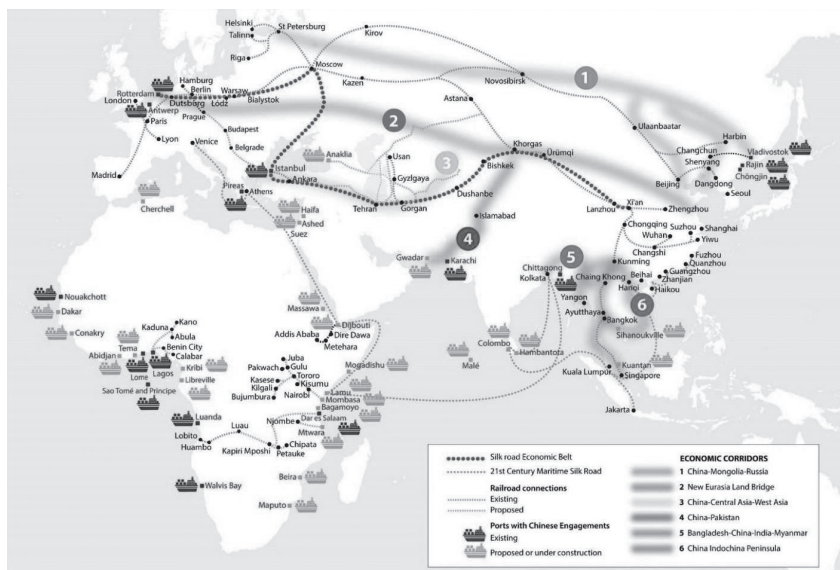 Helsinki
St Petersburg
Talinn
Kirov
Riga
Moscow
Kazen
Novosibirsk
1
Hamburg
Berlin
Rotterdam
Warsaw
London
Dutsborg
Łódź
Bialystok
Antwerp
Prague
Paris
Astana
Ulaanbaatar
Harbin
Lyon
Venice
Budapest
Belgrade
2
Khorgas
Ürümqi
Changchun
Vladivostok
Shenyang
Rajin
Chöngjin
Anaklia
Usan
3
Bishkek
Istanbul
Ankara
Gyzlgaya
Beijing
Dangdong
Seoul
Madrid
Pireas
Athens
Dushanbe
Tehran
Gorgan
Lanzhou
Xi'an
Zhengzhou
Cherchell
Haifa
Ashed
Suez
Islamabad
4
Chongqing
Wuhan
Suzhou
Shanghai
Yiwu
Changshi
Gwadar
Karachi
5
Kunming
Fuzhou
Quanzhou
Guangzhou
Zhanjian
Chittagong
Kolkata
Chaing Khong
Beihai
Hanoi
Haikou
Nouakchott
Massawa
Yangon
6
Dakar
Kano
Djibouti
Ayutthaya
Bangkok
Conakry
Kaduna
Abula
Addis Ababa
Dire Dawa
Metehara
Sihanoukville
Tema
Benin City
Colombo
Hambantota
Abidjan
Calabar
Juba
Mogadishu
Malé
Lome
Lagos
Kribi
Pakwach
Gulu
Kuantan
Libreville
Kasese
Tororo
Kuala Lumpur
Singapore
Sao Tomé and Principe
Kilgali
Kisumu
Lamu
Bujumbura
Nairobi
Mombasa
Bagamoyo
Jakarta
Luanda
Njombe
Dar es Salaam
Luau
Mtwara
Lobito
Huambo
Chipata
Kapiri Mposhi
Petauke
Walvis Bay
Beira
Maputo
Silk road Economic Belt
21st Century Maritime Silk Road
Railroad connections
Existing
Proposed
Ports with Chinese Engagements
Existing
Proposed or under construction
ECONOMIC CORRIDORS
1 China-Mongolia-Russia
2 New Eurasia Land Bridge
3 China-Central Asia-West Asia
4 China-Pakistan
5 Bangladesh-China-India-Myanmar
6 China Indochina Peninsula